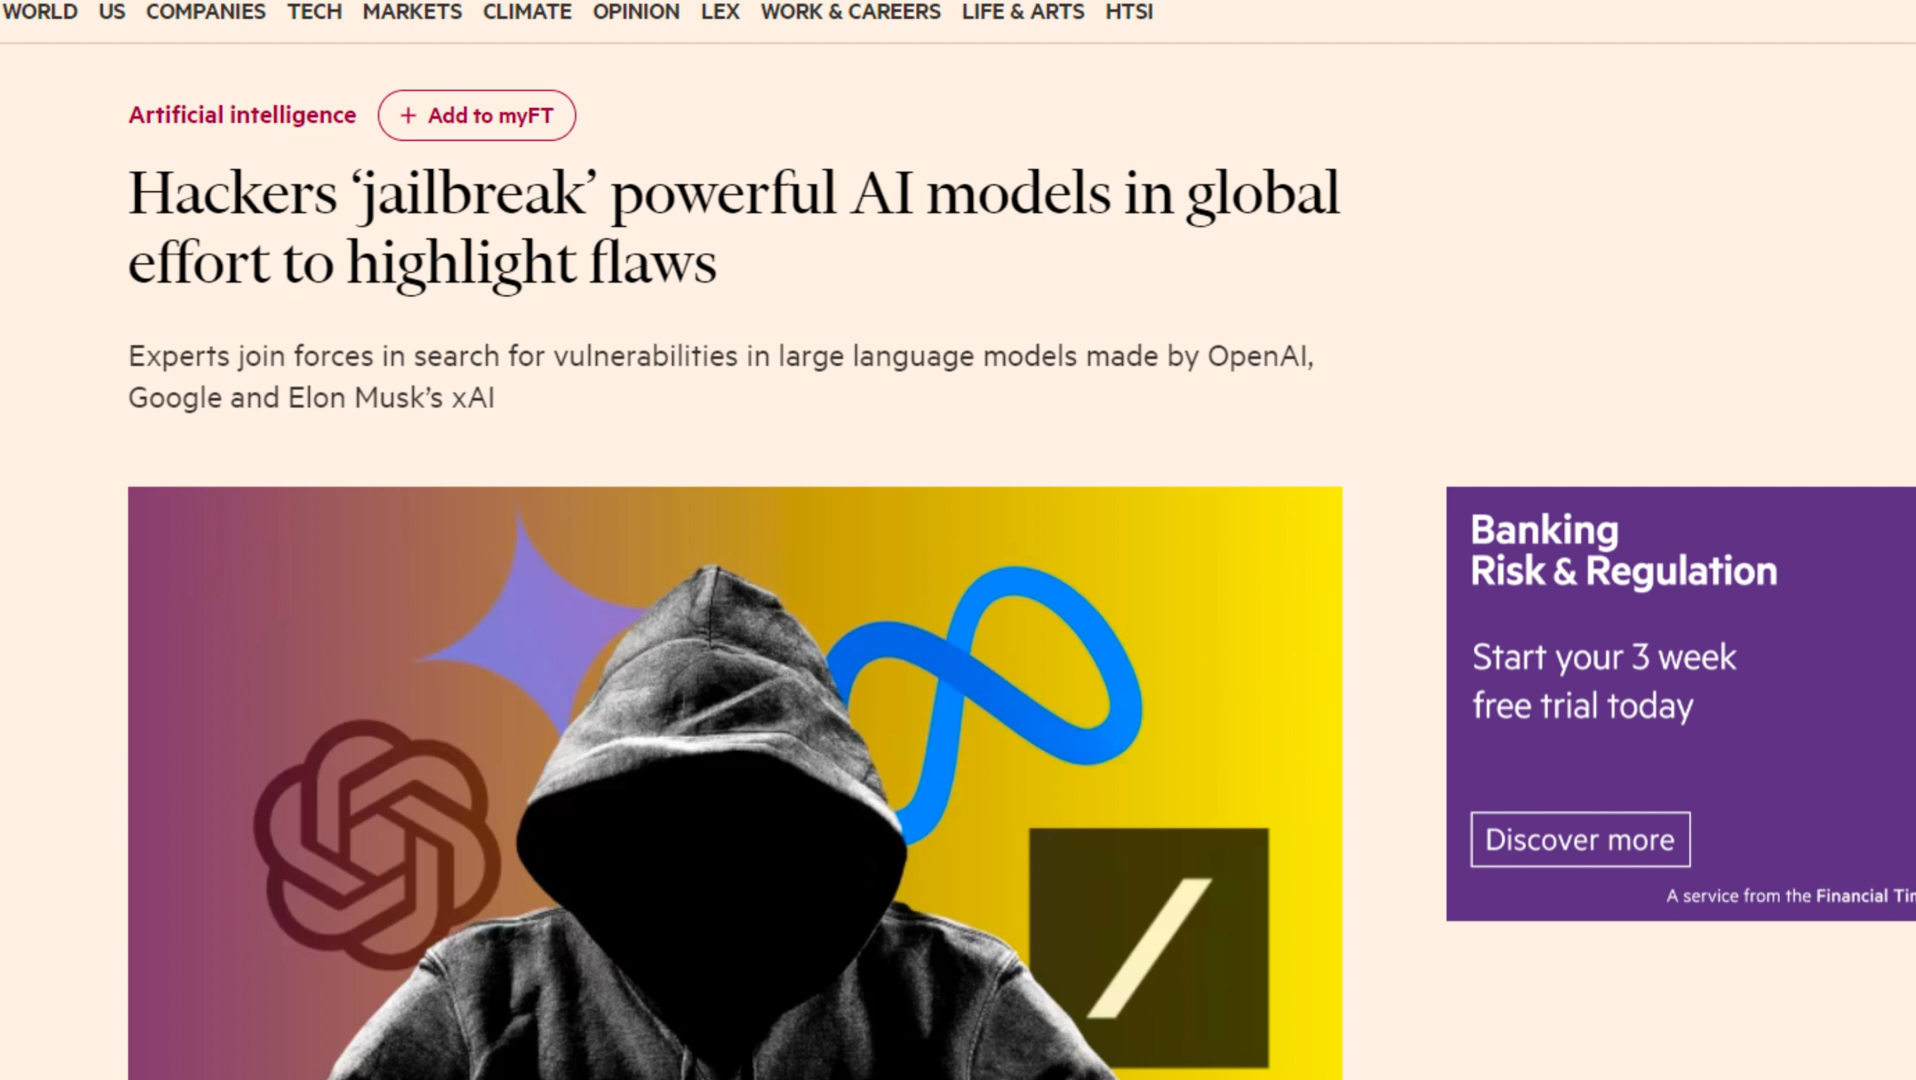 WORLD US COMPANIES TECH MARKETS CLIMATE OPINION LEX WORK & CAREERS LIFE & ARTS HTSI
Artificial intelligence + Add to myFT
Hackers ‘jailbreak’ powerful AI models in global
effort to highlight flaws
Experts join forces in search for vulnerabilities in large language models made by OpenAI,
Google and Elon Musk’s xAI
Banking
Risk & Regulation
Start your 3 week
free trial today
Discover more
A service from the Financial